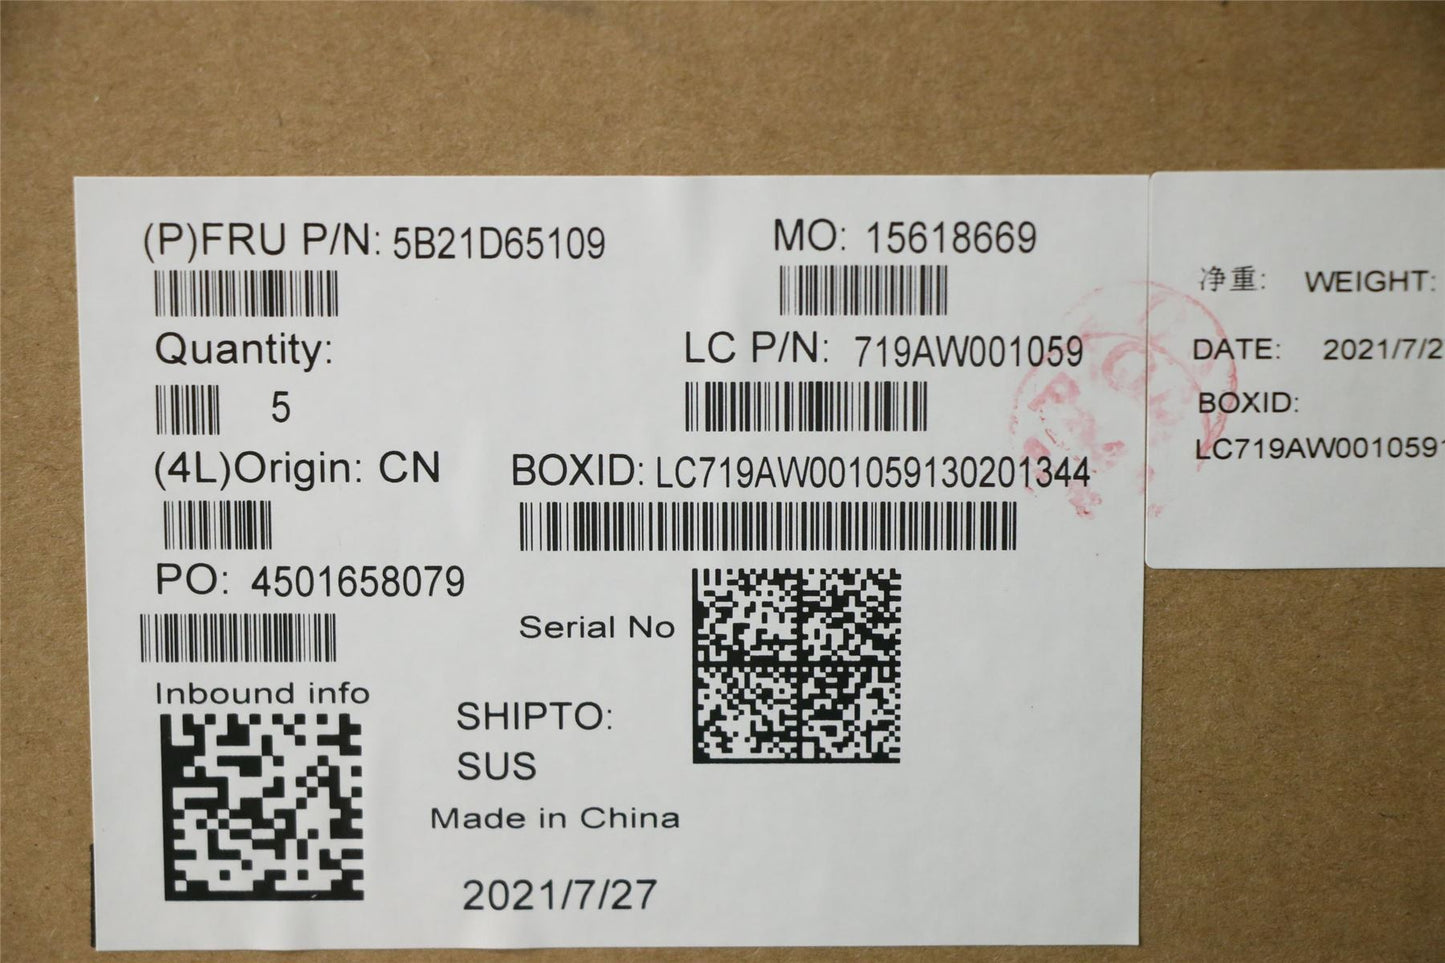 (P)FRU P/N: 5B21D65109
MO: 15618669
Quantity:
5
LC P/N: 719AW001059
(4L)Origin: CN
BOXID: LC719AW001059130201344
PO: 4501658079
Serial No
Inbound info
SHIPTO:
SUS
Made in China
2021/7/27
净重: WEIGHT:
DATE: 2021/7/2
BOXID:
LC719AW0010591